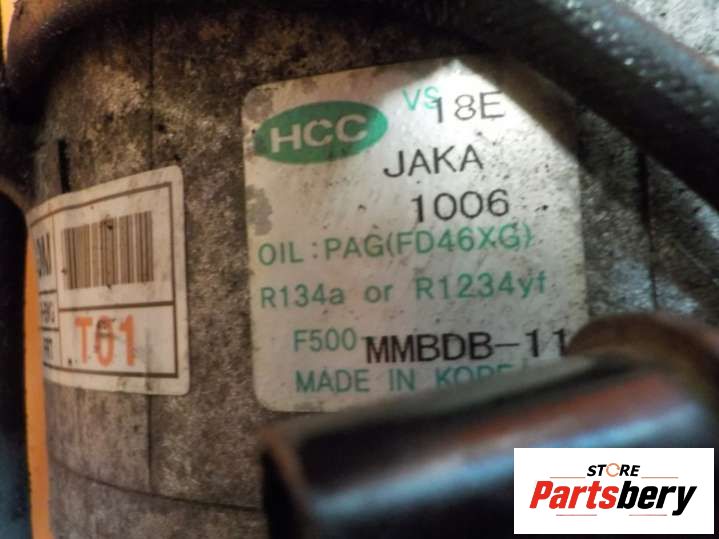 HCC
VS 18E
JAKA
1006
OIL : PAG(FD46XG)
R134a or R1234yf
F500 MMBDB-11
MADE IN KORE
T01
STORE
Partsbery